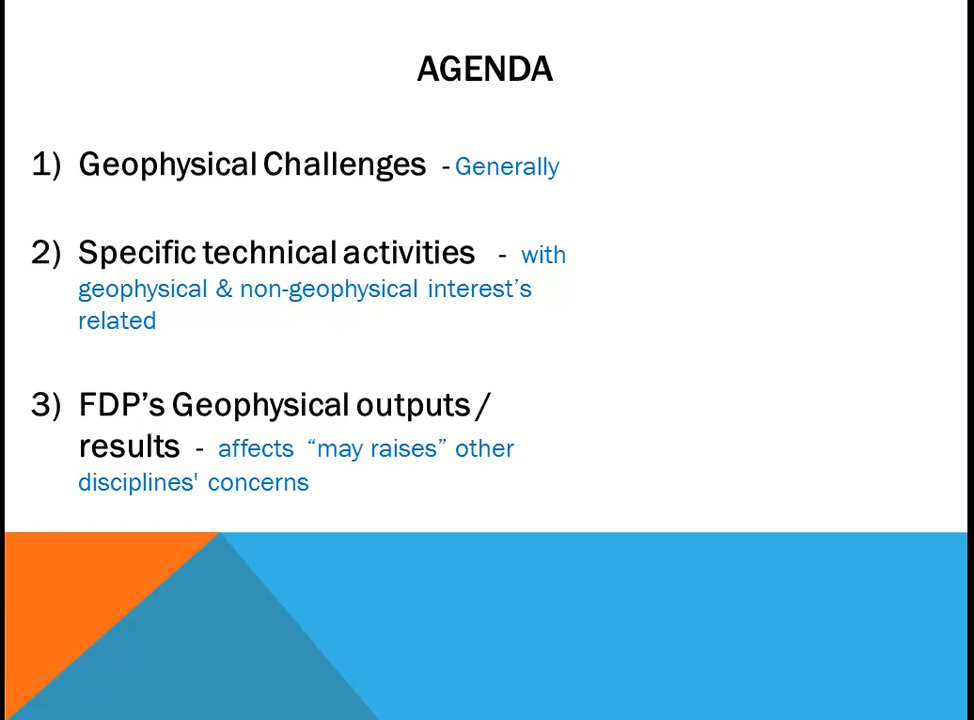 AGENDA
1) Geophysical Challenges - Generally
2) Specific technical activities - with
geophysical & non-geophysical interest's
related
3) FDP’s Geophysical outputs /
results - affects “may raises” other
disciplines' concerns